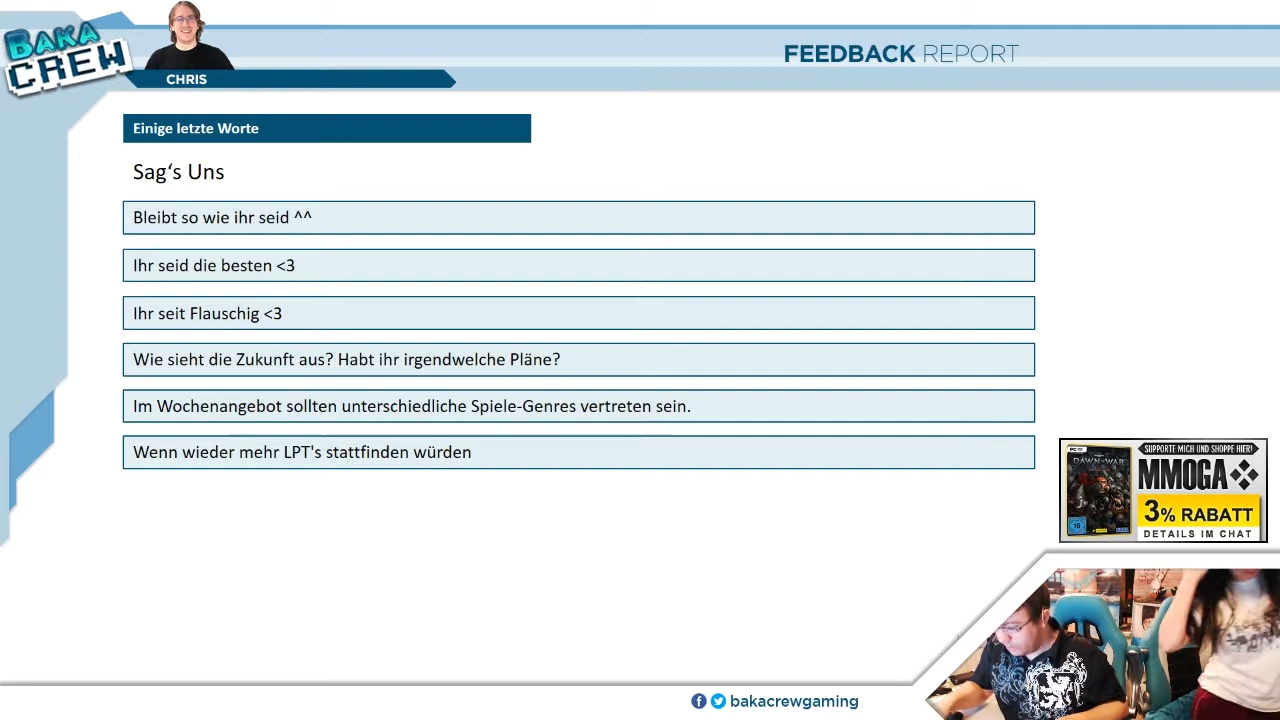 BAKA
CREW
CHRIS
FEEDBACK REPORT
Einige letzte Worte
Sag‘s Uns
Bleibt so wie ihr seid ^^
Ihr seid die besten <3
Ihr seit Flauschig <3
Wie sieht die Zukunft aus? Habt ihr irgendwelche Pläne?
Im Wochenangebot sollten unterschiedliche Spiele-Genres vertreten sein.
Wenn wieder mehr LPT's stattfinden würden
SUPPORTE MICH UND SHOPPE HIER!
DAWN OF WAR
MMOGA
3% RABATT
DETAILS IM CHAT
bakacrewgaming